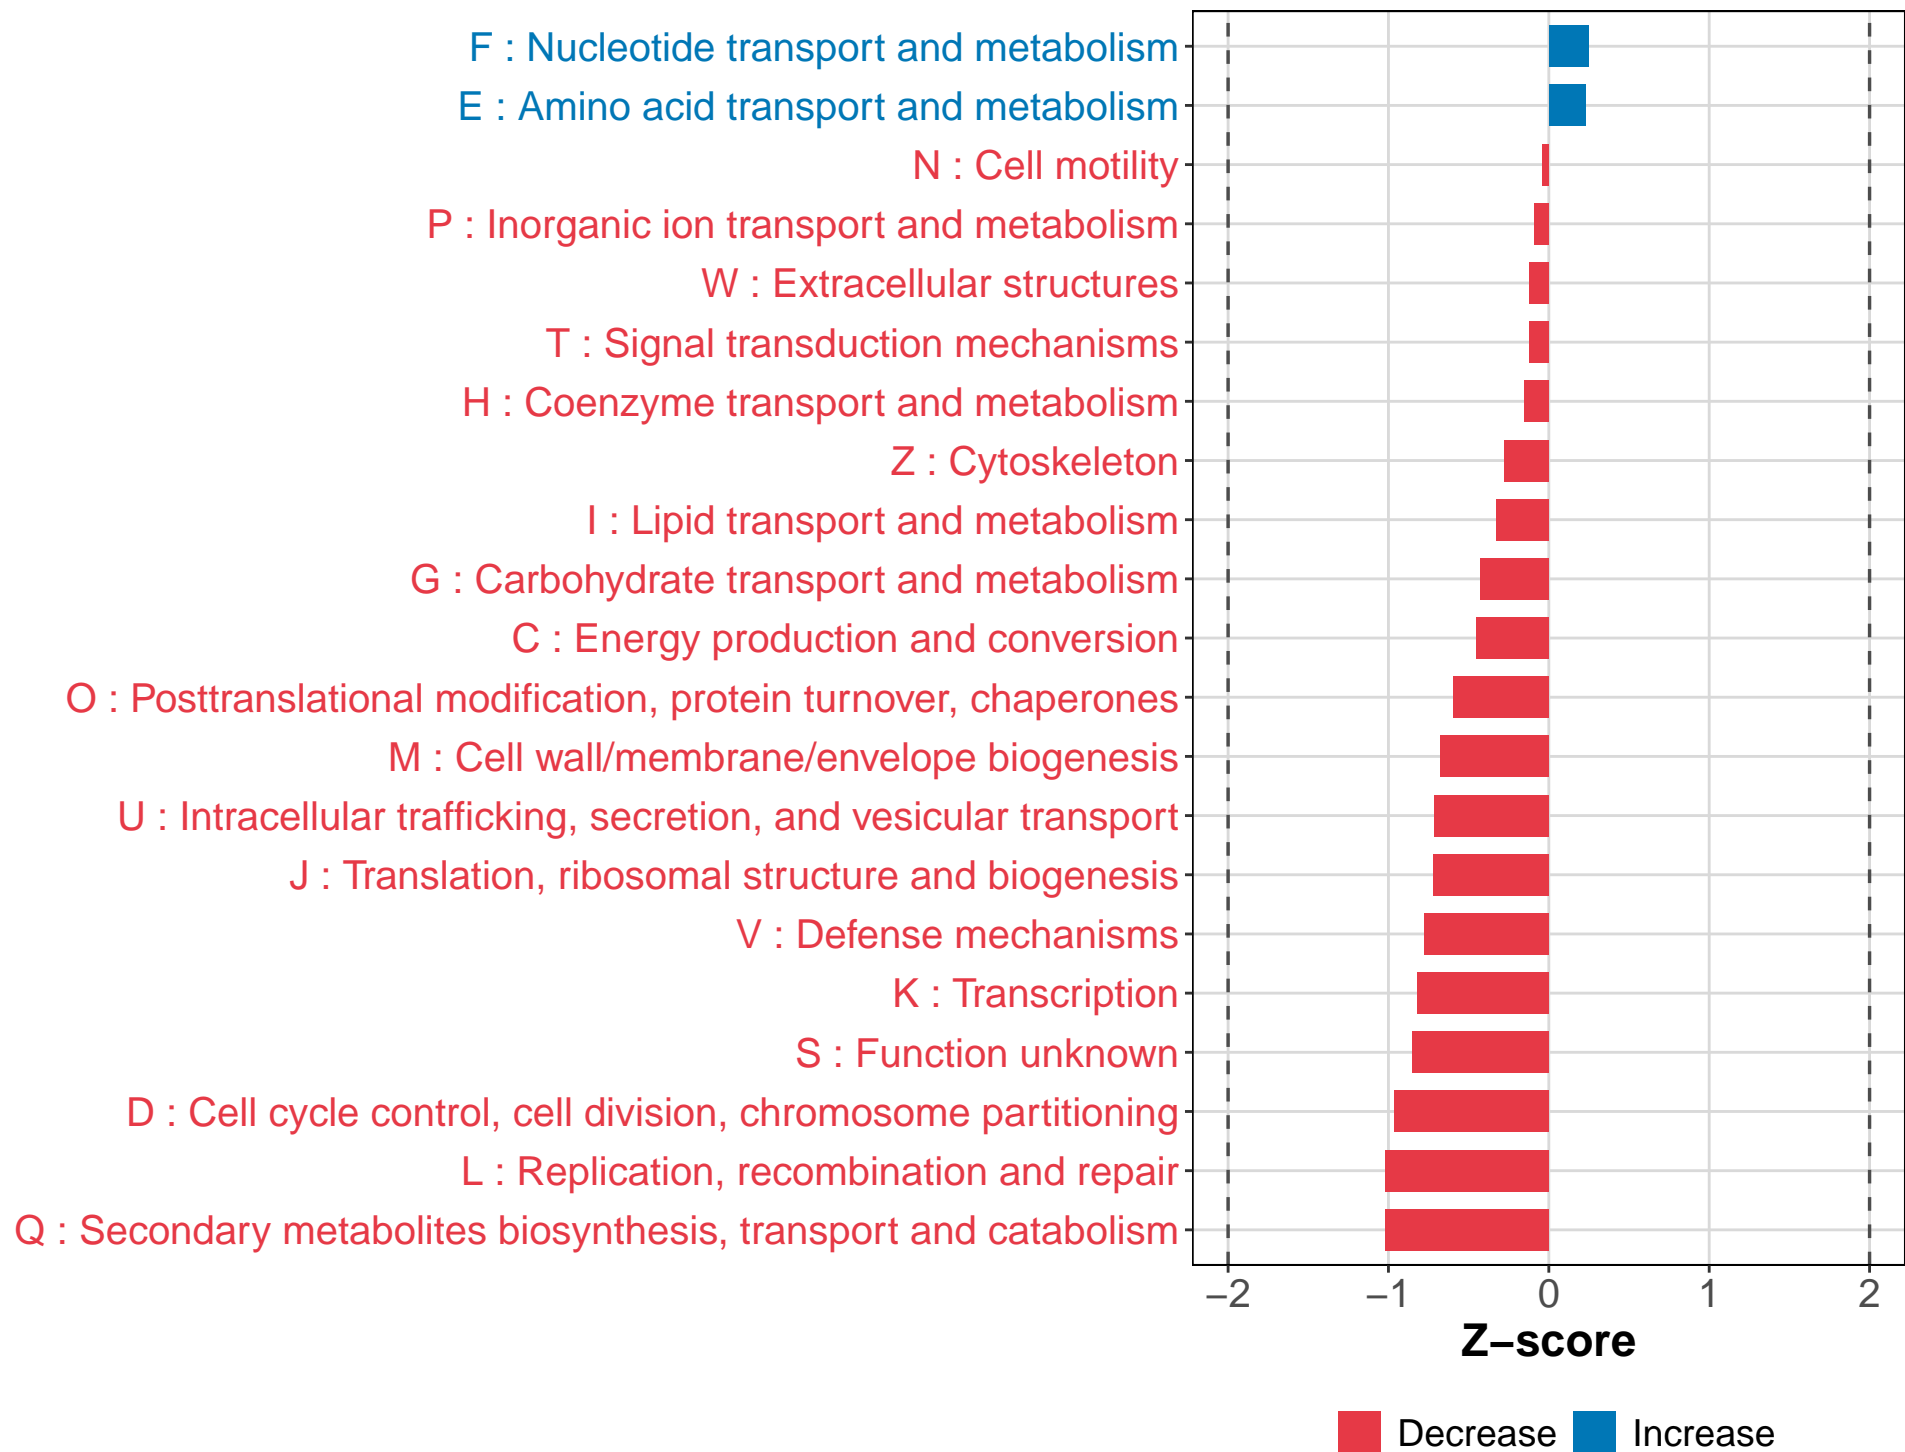 F : Nucleotide transport and metabolism
E : Amino acid transport and metabolism
N : Cell motility
P : Inorganic ion transport and metabolism
W : Extracellular structures
T : Signal transduction mechanisms
H : Coenzyme transport and metabolism
Z : Cytoskeleton
I : Lipid transport and metabolism
G : Carbohydrate transport and metabolism
C : Energy production and conversion
O : Posttranslational modification, protein turnover, chaperones
M : Cell wall/membrane/envelope biogenesis
U : Intracellular trafficking, secretion, and vesicular transport
J : Translation, ribosomal structure and biogenesis
V : Defense mechanisms
K : Transcription
S : Function unknown
D : Cell cycle control, cell division, chromosome partitioning
L : Replication, recombination and repair
Q : Secondary metabolites biosynthesis, transport and catabolism
−2 −1 0 1 2
Z−score
Decrease Increase